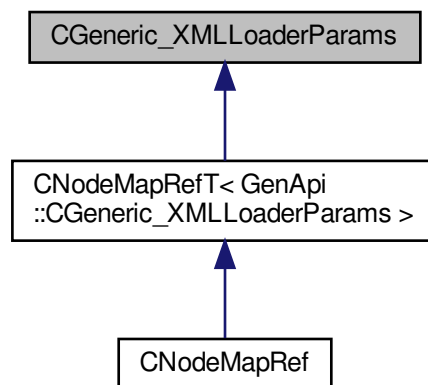 CGeneric_XMLLoaderParams
CNodeMapRefT< GenApi
::CGeneric_XMLLoaderParams >
CNodeMapRef